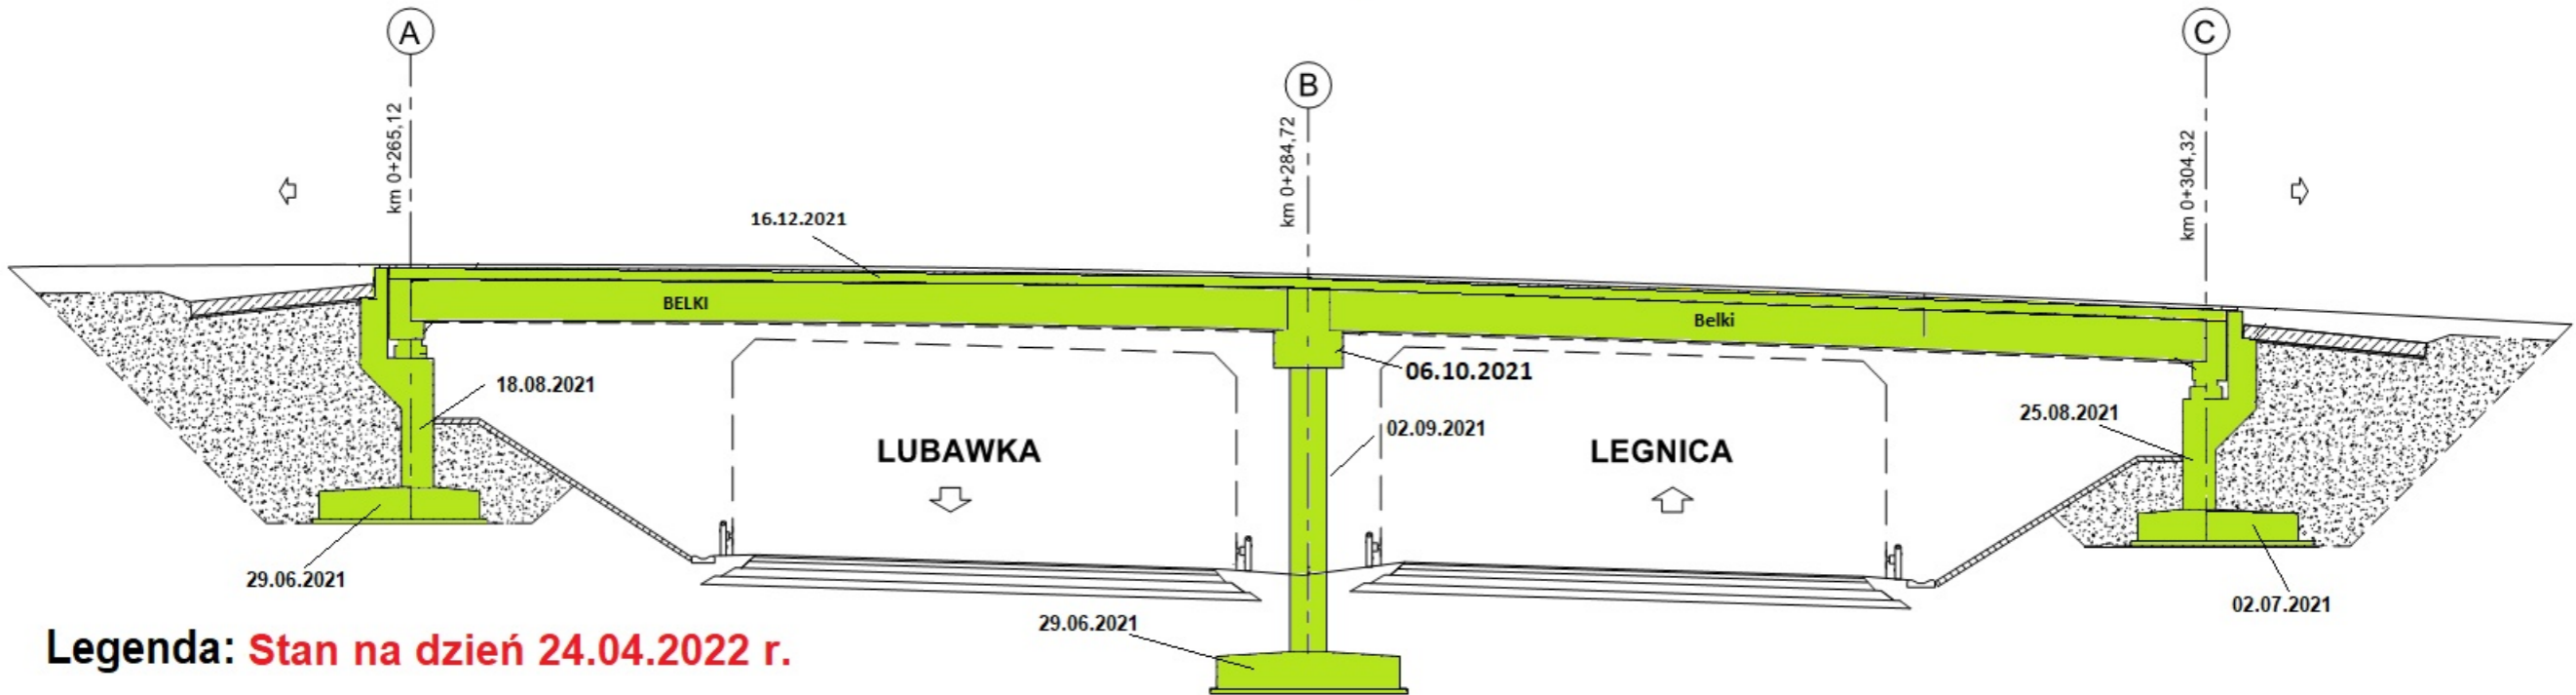 A
B
C
km 0+265,12
km 0+284,72
km 0+304,32
16.12.2021
BELKI
Belki
18.08.2021
06.10.2021
25.08.2021
02.09.2021
LUBAWKA
LEGNICA
29.06.2021
02.07.2021
29.06.2021
Legenda: Stan na dzień 24.04.2022 r.